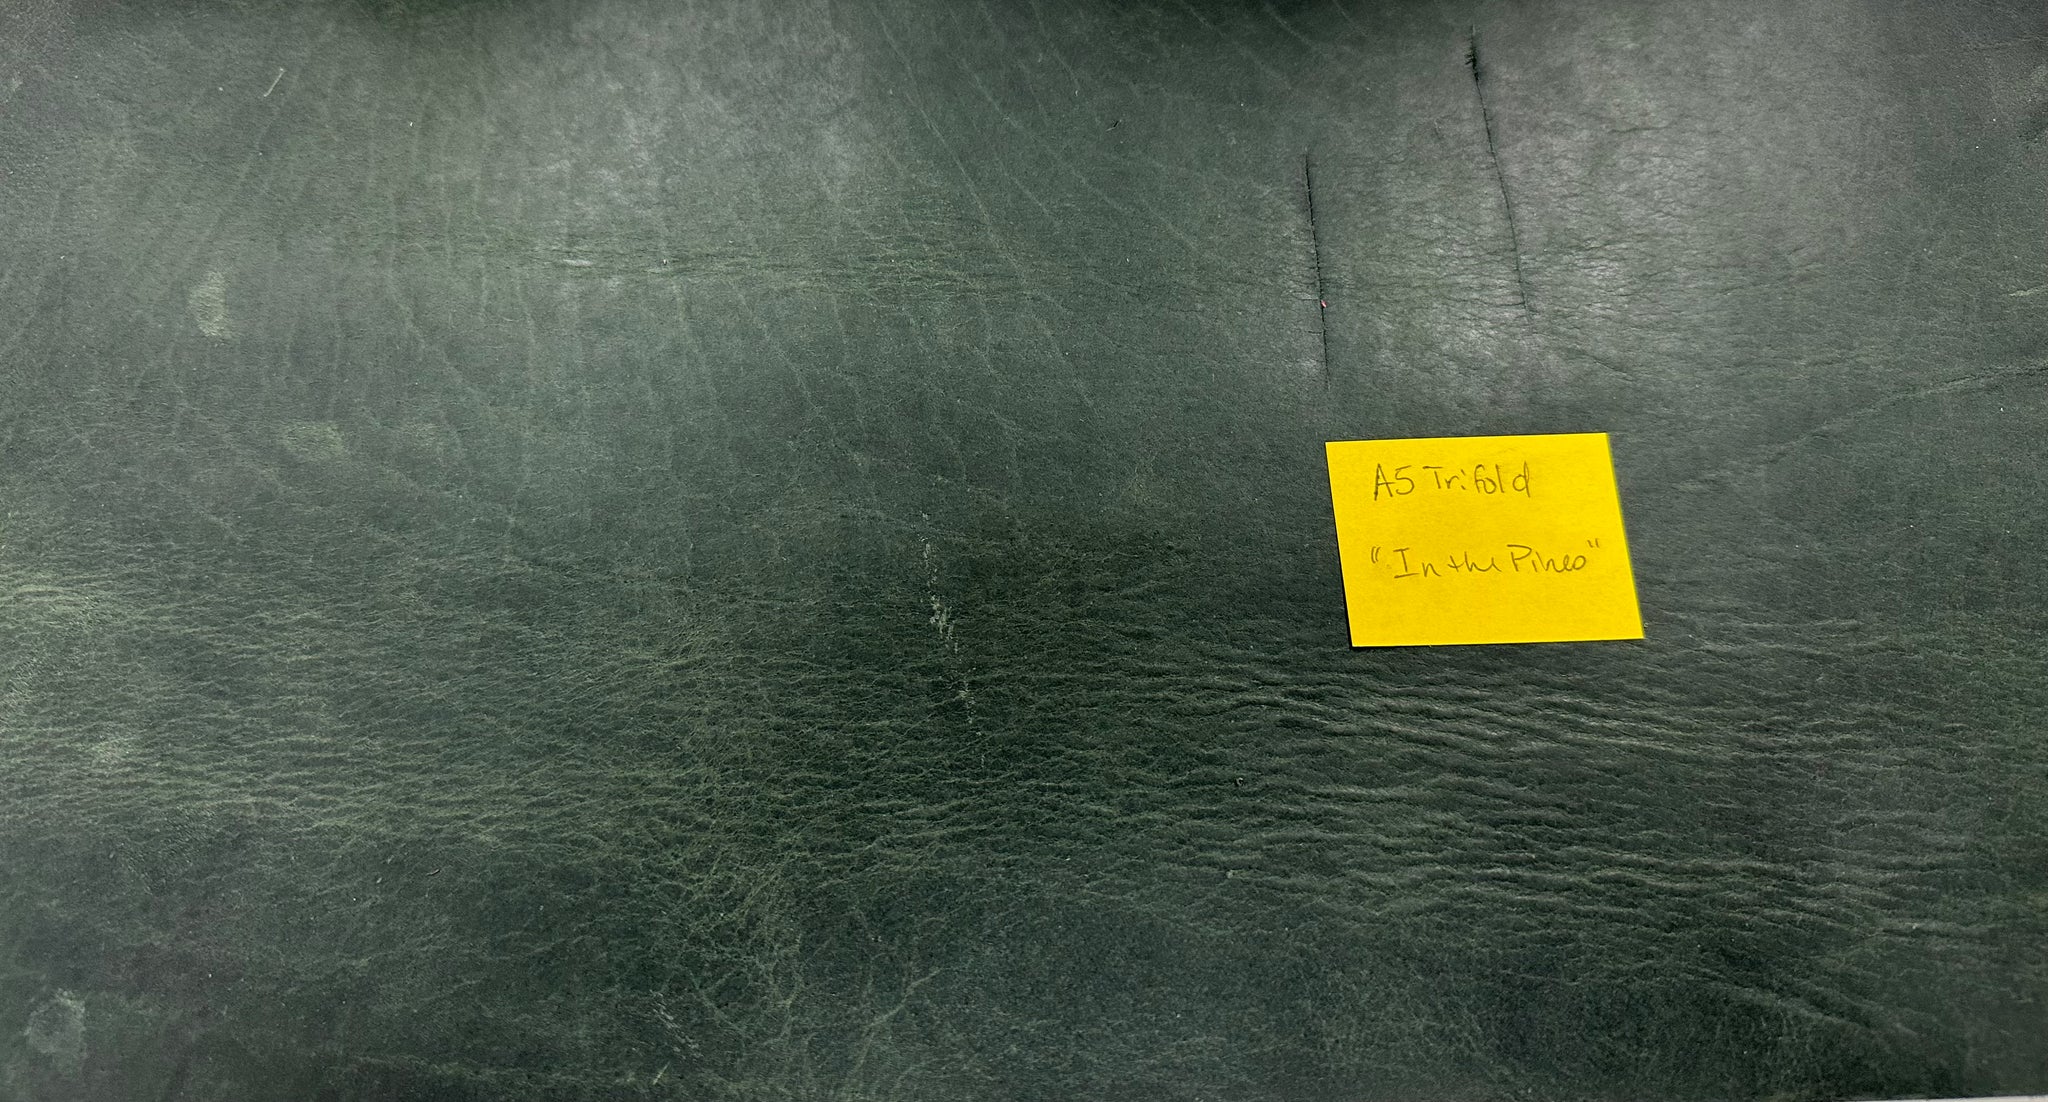 A5 Trifold
"In the Pines"